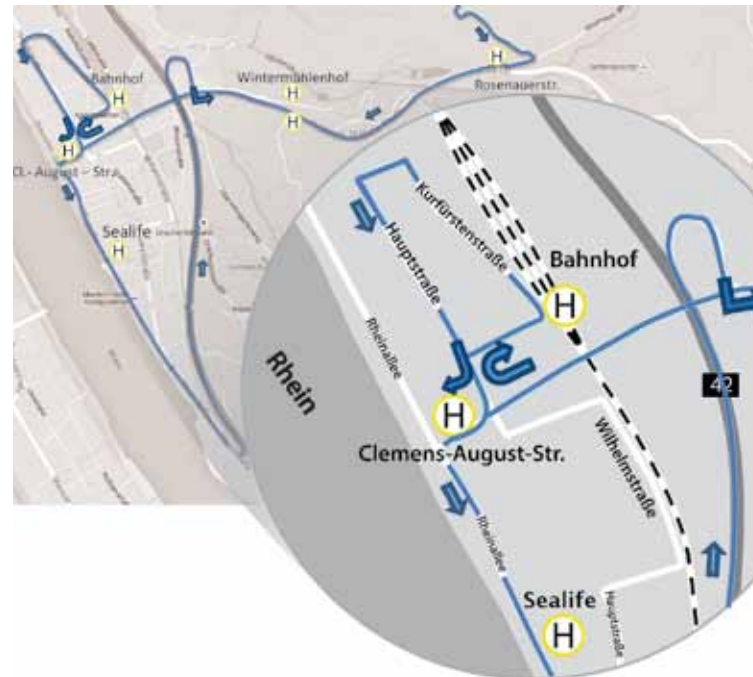 Bahnhof
H
Wintermühlenhof
H
H
H
Rosenauerstr.
H
Cl.- August - Str.
Sealife
H
Kurfürstenstraße
Hauptstraße
Bahnhof
H
Rheinallee
Rhein
42
H
Clemens-August-Str.
Wilhelmstraße
Rheinallee
Sealife
H
Hauptstraße